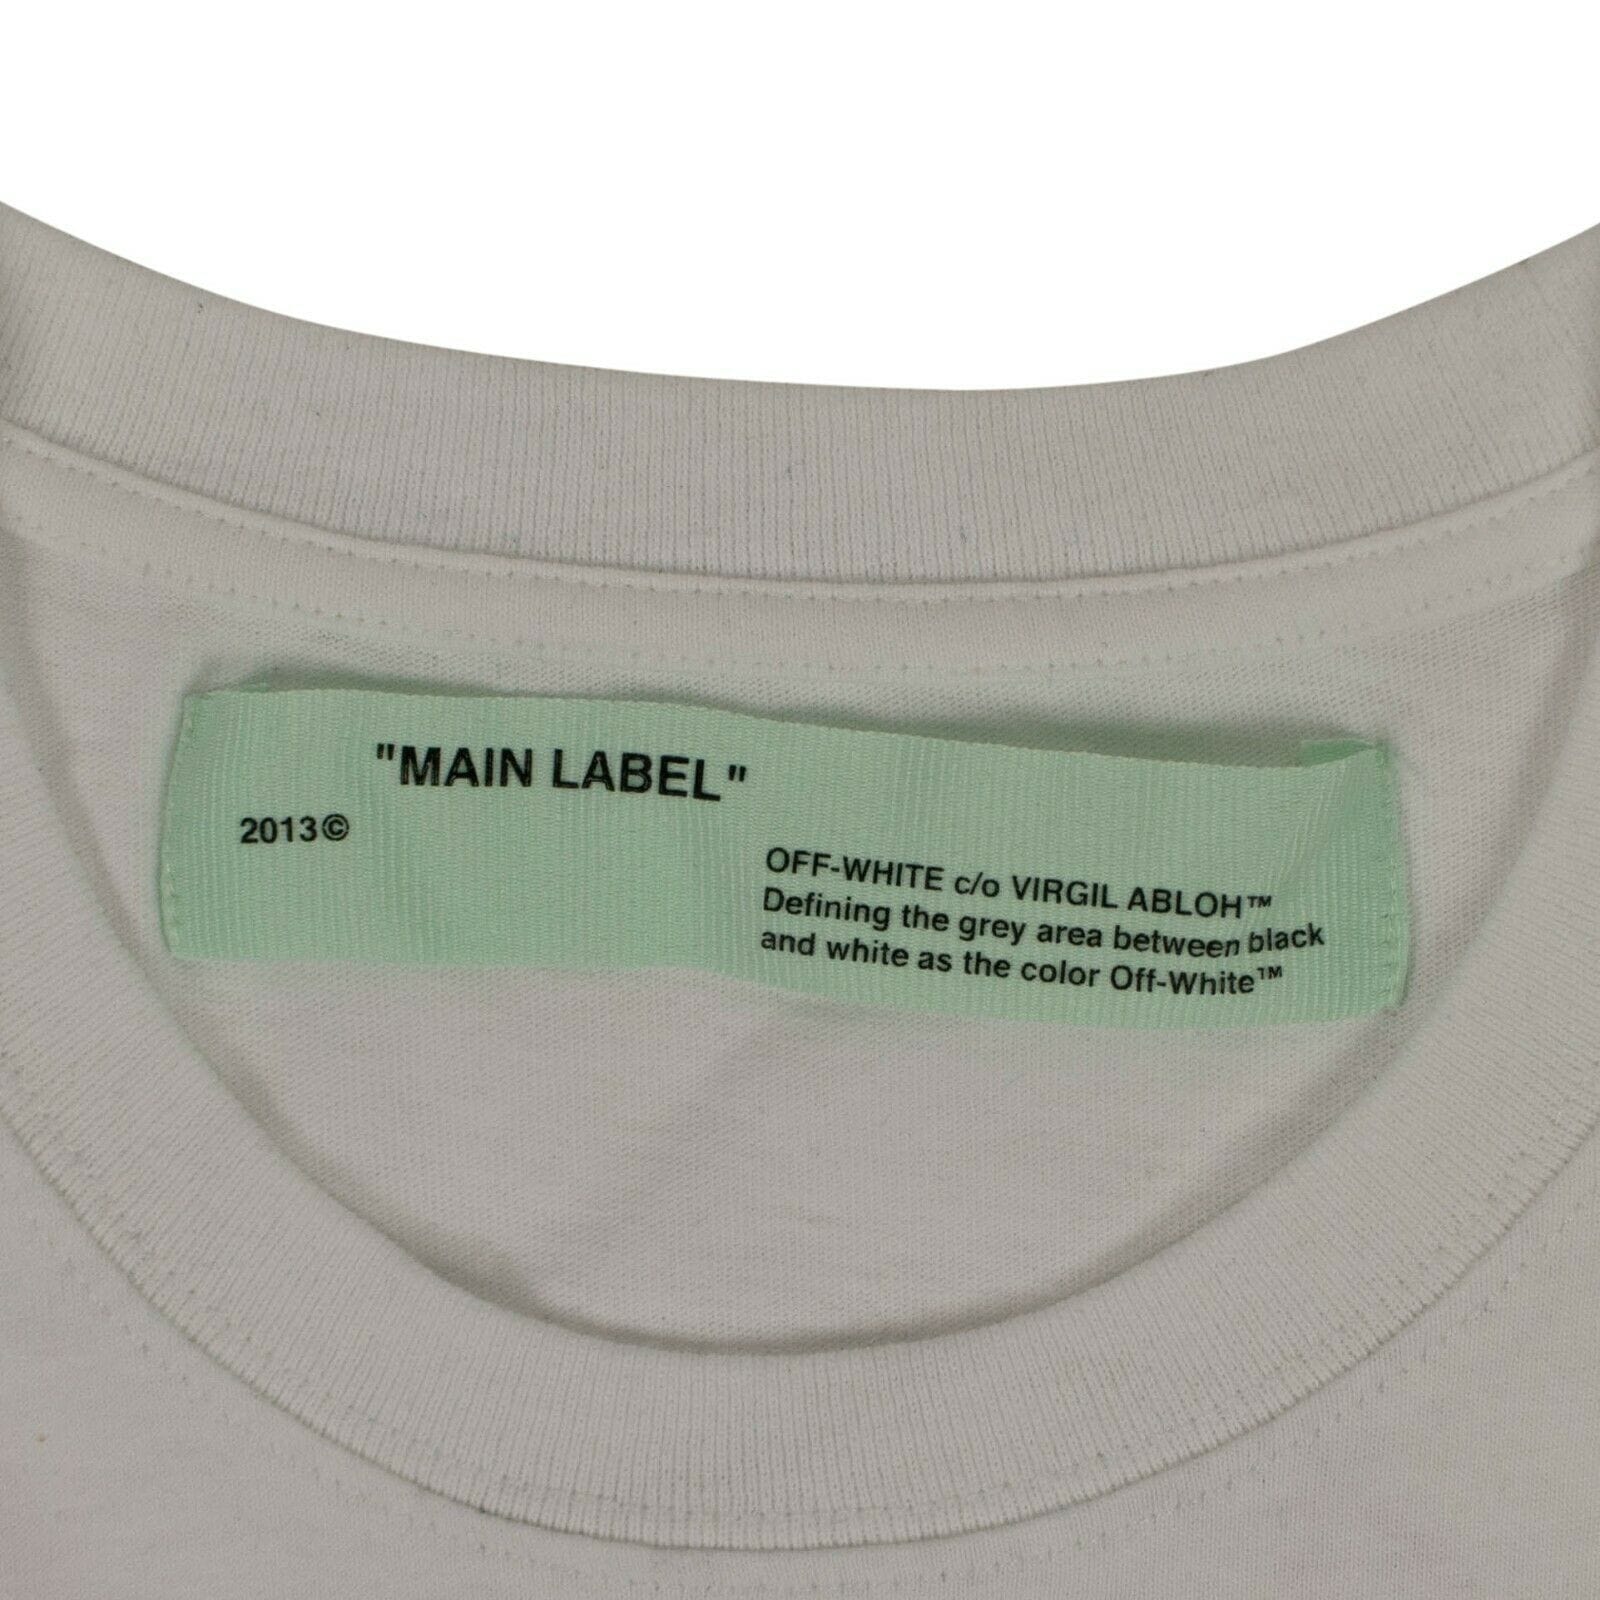 "MAIN LABEL"
2013©
OFF-WHITE c/o VIRGIL ABLOH™
Defining the grey area between black
and white as the color Off-White™